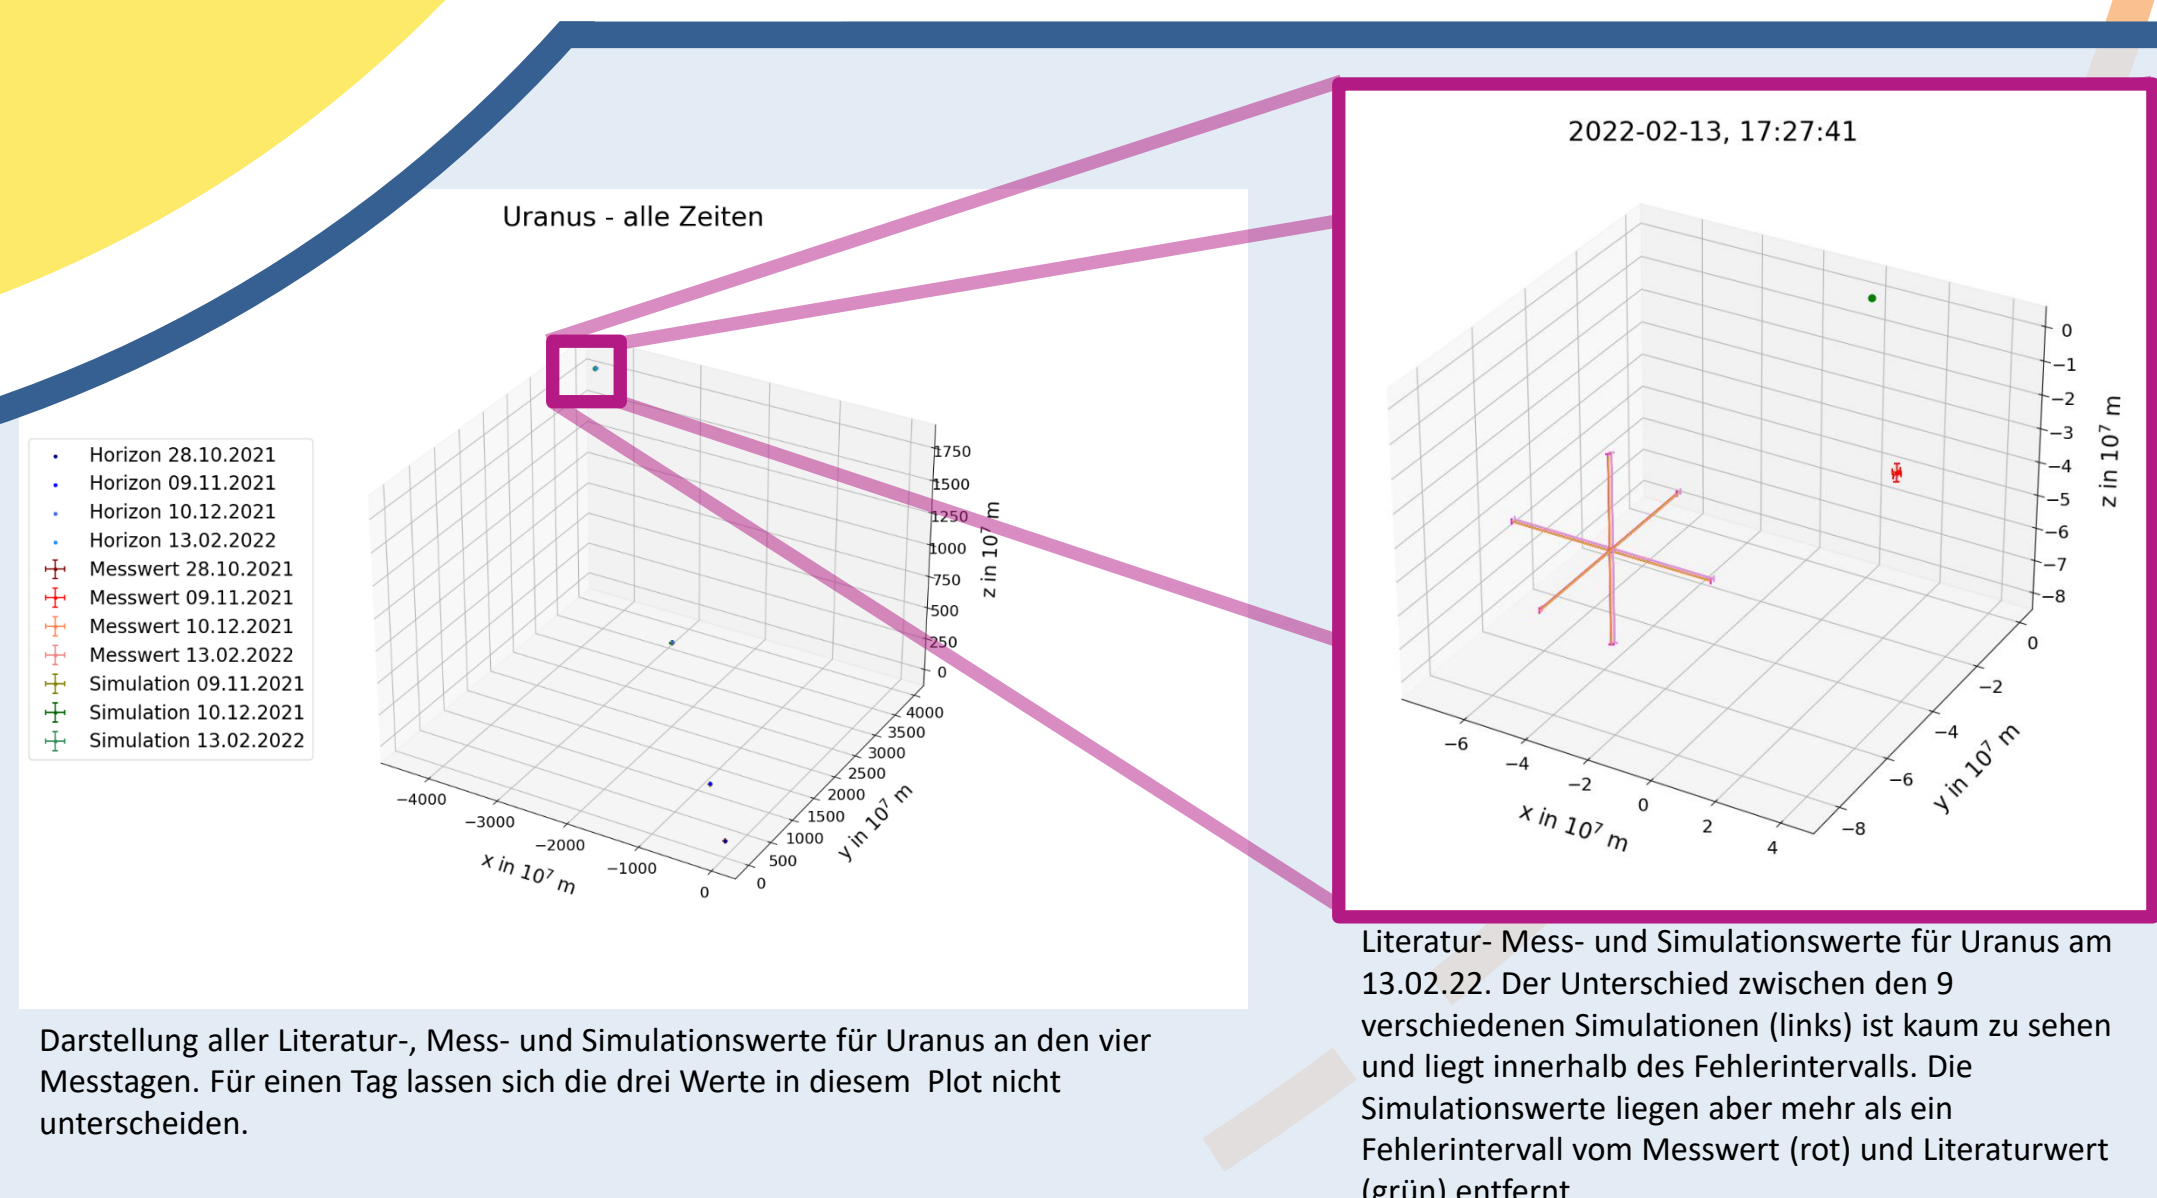 Uranus - alle Zeiten
Horizon 28.10.2021
Horizon 09.11.2021
Horizon 10.12.2021
Horizon 13.02.2022
Messwert 28.10.2021
Messwert 09.11.2021
Messwert 10.12.2021
Messwert 13.02.2022
Simulation 09.11.2021
Simulation 10.12.2021
Simulation 13.02.2022
1750
1500
1250
1000
750
500
250
0
z in 10⁷ m
4000
3500
3000
2500
2000
1500
1000
500
0
y in 10⁷ m
−4000
−3000
−2000
−1000
0
x in 10⁷ m
Darstellung aller Literatur-, Mess- und Simulationswerte für Uranus an den vier
Messtagen. Für einen Tag lassen sich die drei Werte in diesem Plot nicht
unterscheiden.
2022-02-13, 17:27:41
0
−1
−2
−3
−4
−5
−6
−7
−8
z in 10⁷ m
0
−2
−4
−6
−8
y in 10⁷ m
−6
−4
−2
0
2
4
x in 10⁷ m
Literatur- Mess- und Simulationswerte für Uranus am
13.02.22. Der Unterschied zwischen den 9
verschiedenen Simulationen (links) ist kaum zu sehen
und liegt innerhalb des Fehlerintervalls. Die
Simulationswerte liegen aber mehr als ein
Fehlerintervall vom Messwert (rot) und Literaturwert
(grün) entfernt